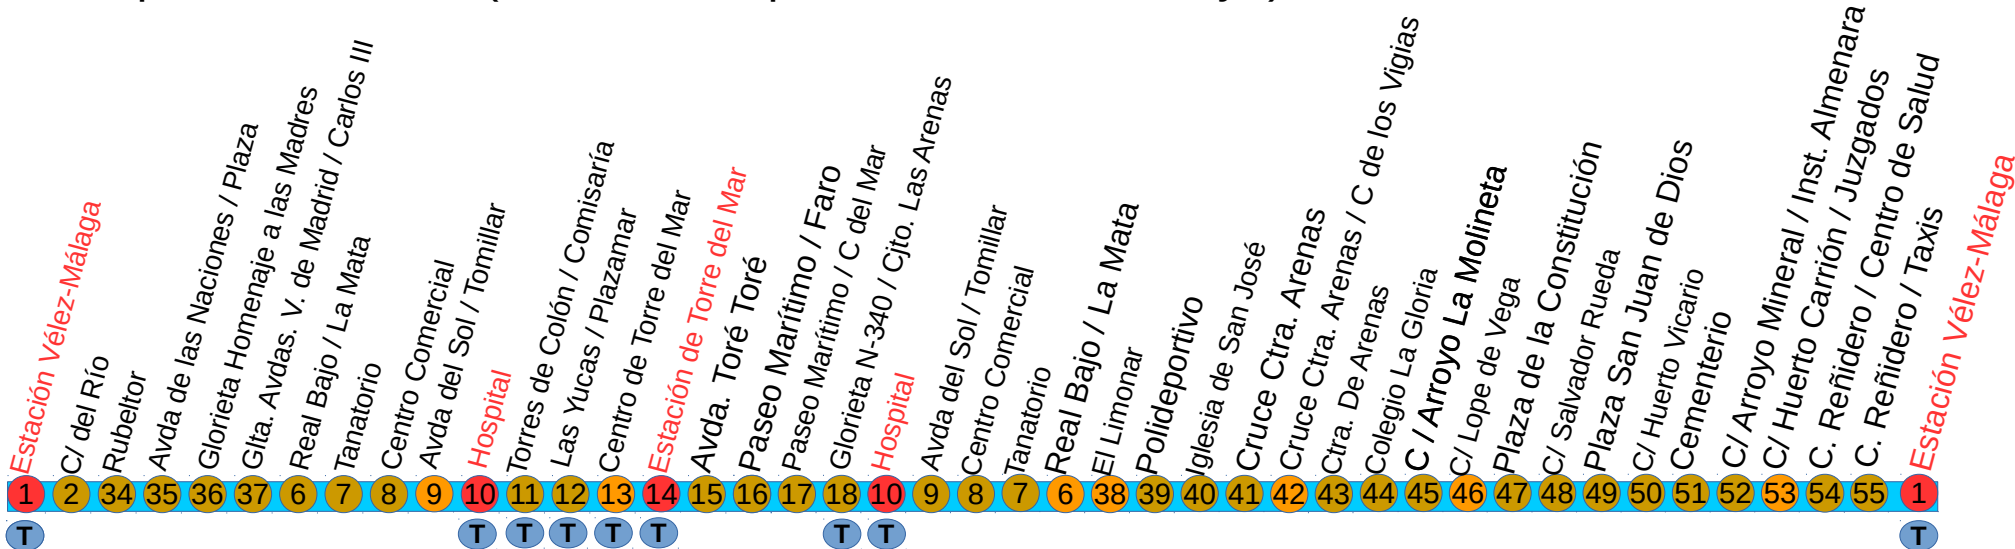 Estación Vélez-Málaga
C/ del Río
Rubeltor
Avda de las Naciones / Plaza
Glorieta Homenaje a las Madres
Glta. Avdas. V. de Madrid / Carlos III
Real Bajo / La Mata
Tanatorio
Centro Comercial
Avda del Sol / Tomillar
Hospital
Torres de Colón / Comisaría
Las Yucas / Plazamar
Centro de Torre del Mar
Estación de Torre del Mar
Avda. Toré Toré
Paseo Marítimo / Faro
Paseo Marítimo / C del Mar
Glorieta N-340 / Cjto. Las Arenas
Hospital
Avda del Sol / Tomillar
Centro Comercial
Tanatorio
Real Bajo / La Mata
El Limonar
Polideportivo
Iglesia de San José
Cruce Ctra. Arenas
Cruce Ctra. Arenas / C de los Vigias
Ctra. De Arenas
Colegio La Gloria
C / Arroyo La Molineta
C/ Lope de Vega
Plaza de la Constitución
C/ Salvador Rueda
Plaza San Juan de Dios
C/ Huerto Vicario
Cementerio
C/ Arroyo Mineral / Inst. Almenara
C/ Huerto Carrión / Juzgados
C. Reñidero / Centro de Salud
C. Reñidero / Taxis
Estación Vélez-Málaga
1 2 34 35 36 37 6 7 8 9 10 11 12 13 14 15 16 17 18 10 9 8 7 6 38 39 40 41 42 43 44 45 46 47 48 49 50 51 52 53 54 55 1
T T T T T T T T T